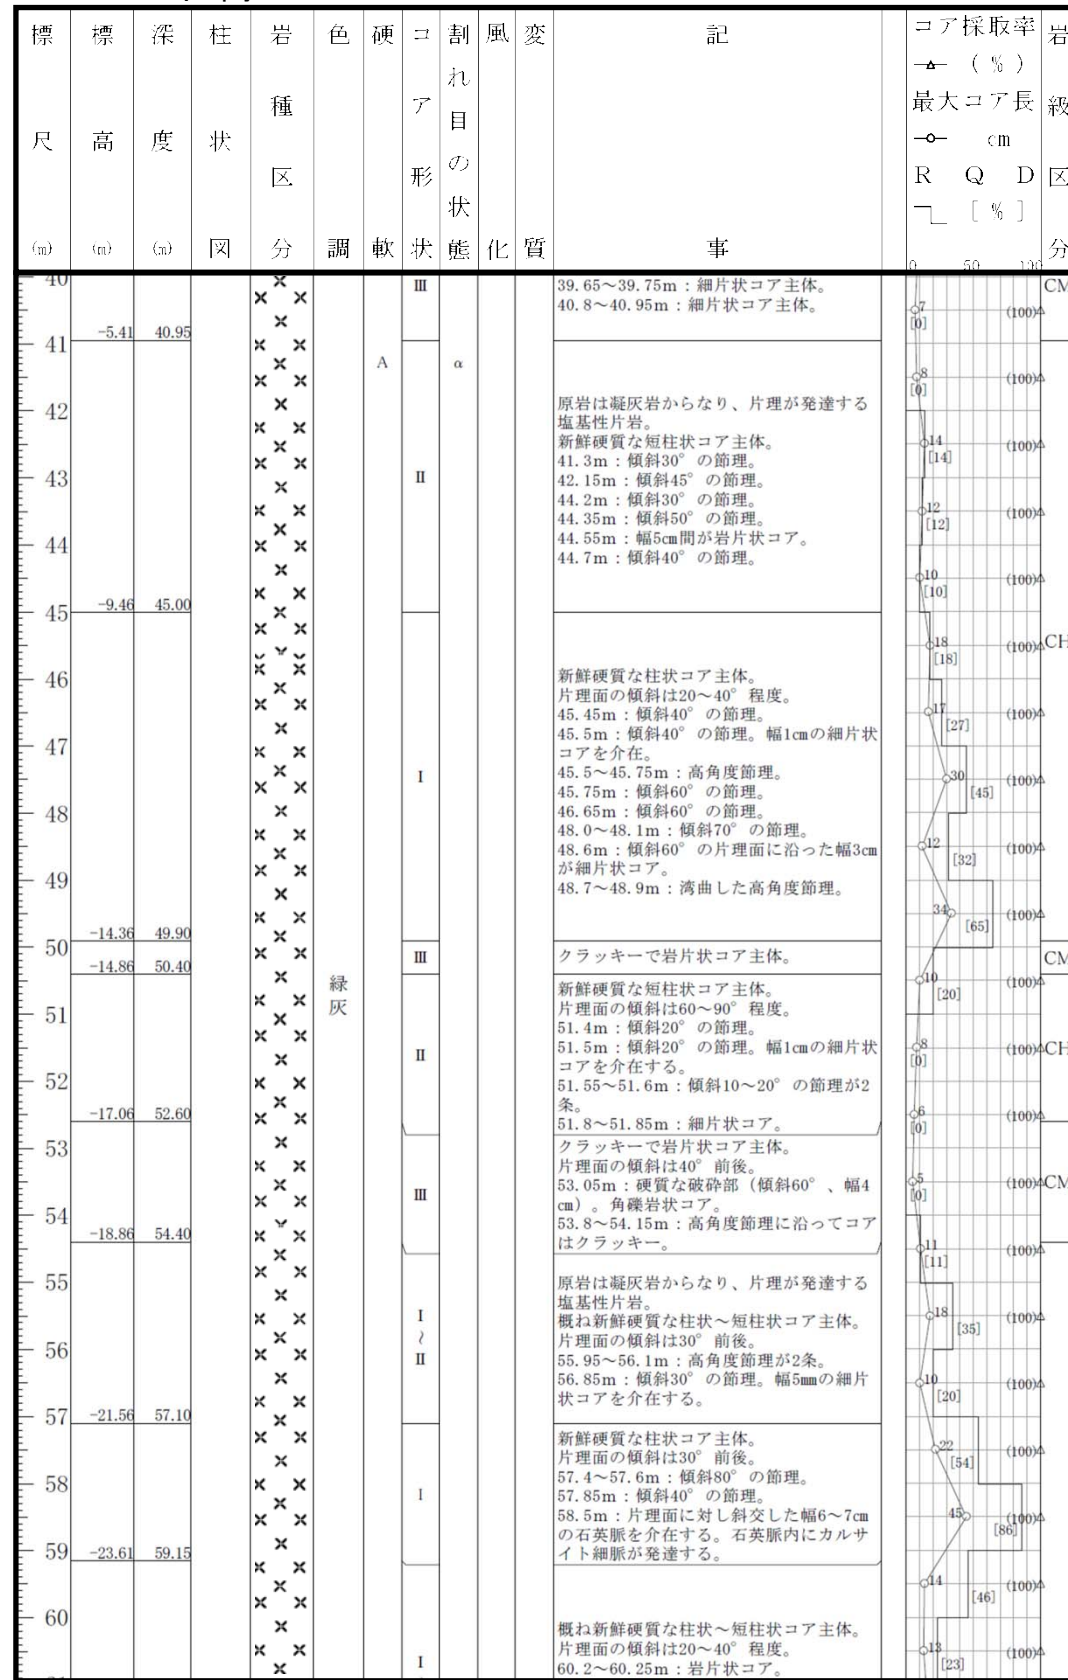 標尺(m)
標高(m)
深度(m)
柱状図
岩種区分
色調
硬軟
コア形状
割れ目の状態
風化
変質
記事
コア採取率
(%)
最大コア長
cm
RQD
[%]
0 50 100
岩級区分
40
III
39.65~39.75m:細片状コア主体。
40.8~40.95m:細片状コア主体。
7
[0]
(100)
CM
-5.41 40.95
41
A
α
8
[0]
(100)
42
原岩は凝灰岩からなり、片理が発達する
塩基性片岩。
新鮮硬質な短柱状コア主体。
41.3m:傾斜30°の節理。
42.15m:傾斜45°の節理。
44.2m:傾斜30°の節理。
44.35m:傾斜50°の節理。
44.55m:幅5㎝間が岩片状コア。
44.7m:傾斜40°の節理。
14
[14]
(100)
43
II
12
[12]
(100)
44
10
[10]
(100)
-9.46 45.00
45
18
[18]
(100)
CH
46
新鮮硬質な柱状コア主体。
片理面の傾斜は20~40°程度。
45.45m:傾斜40°の節理。
45.5m:傾斜40°の節理。幅1㎝の細片状
コアを介在。
45.5~45.75m:高角度節理。
45.75m:傾斜60°の節理。
46.65m:傾斜60°の節理。
48.0~48.1m:傾斜70°の節理。
48.6m:傾斜60°の片理面に沿った幅3㎝
が細片状コア。
48.7~48.9m:湾曲した高角度節理。
17
[27]
(100)
47
I
30
[45]
(100)
48
12
[32]
(100)
49
34
[65]
(100)
-14.36 49.90
50
III
クラッキーで岩片状コア主体。
CM
-14.86 50.40
10
[20]
(100)
緑灰
51
新鮮硬質な短柱状コア主体。
片理面の傾斜は60~90°程度。
51.4m:傾斜20°の節理。
51.5m:傾斜20°の節理。幅1㎝の細片状
コアを介在する。
51.55~51.6m:傾斜10~20°の節理が2
条。
51.8~51.85m:細片状コア。
II
8
[0]
(100)
CH
52
-17.06 52.60
6
[0]
(100)
53
クラッキーで岩片状コア主体。
片理面の傾斜は40°前後。
53.05m:硬質な破砕部(傾斜60°、幅4
㎝)。角礫岩状コア。
53.8~54.15m:高角度節理に沿ってコア
はクラッキー。
III
5
[0]
(100)
CM
54
-18.86 54.40
11
[11]
(100)
55
原岩は凝灰岩からなり、片理が発達する
塩基性片岩。
概ね新鮮硬質な柱状~短柱状コア主体。
片理面の傾斜は30°前後。
55.95~56.1m:高角度節理が2条。
56.85m:傾斜30°の節理。幅5㎜の細片
状コアを介在する。
I~II
18
[35]
(100)
56
10
[20]
(100)
57
-21.56 57.10
新鮮硬質な柱状コア主体。
片理面の傾斜は30°前後。
57.4~57.6m:傾斜80°の節理。
57.85m:傾斜40°の節理。
58.5m:片理面に対し斜交した幅6~7㎝
の石英脈を介在する。石英脈内にカルサ
イト細脈が発達する。
22
[54]
(100)
58
I
45
[86]
(100)
59
-23.61 59.15
14
[46]
(100)
60
概ね新鮮硬質な柱状~短柱状コア主体。
片理面の傾斜は20~40°程度。
60.2~60.25m:岩片状コア。
I
13
[23]
(100)